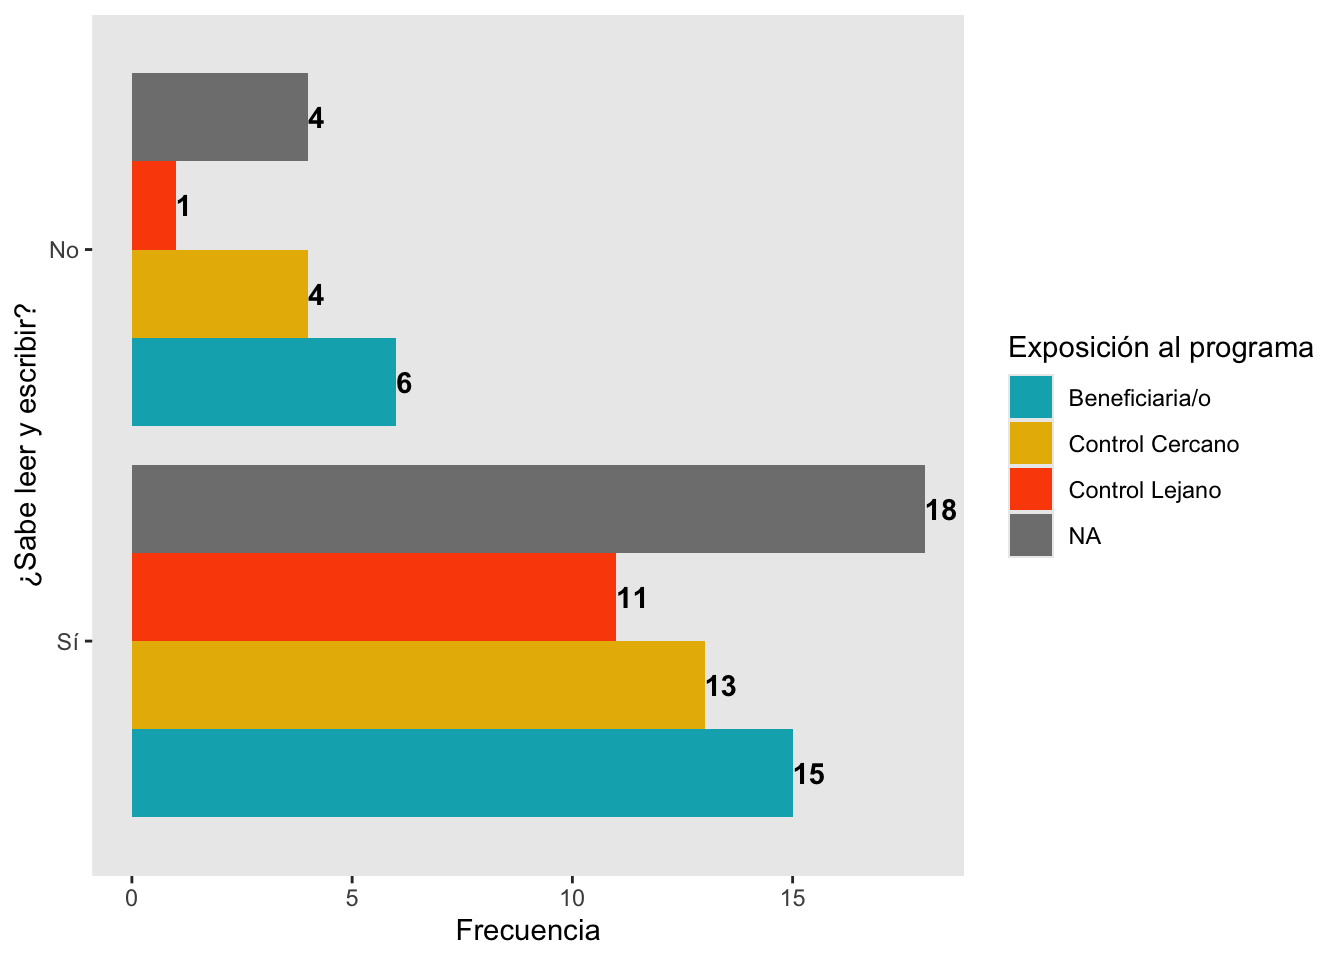 4
1
No
4
6
18
11
Sí
13
15
¿Sabe leer y escribir?
0 5 10 15
Frecuencia
Exposición al programa
Beneficiaria/o
Control Cercano
Control Lejano
NA